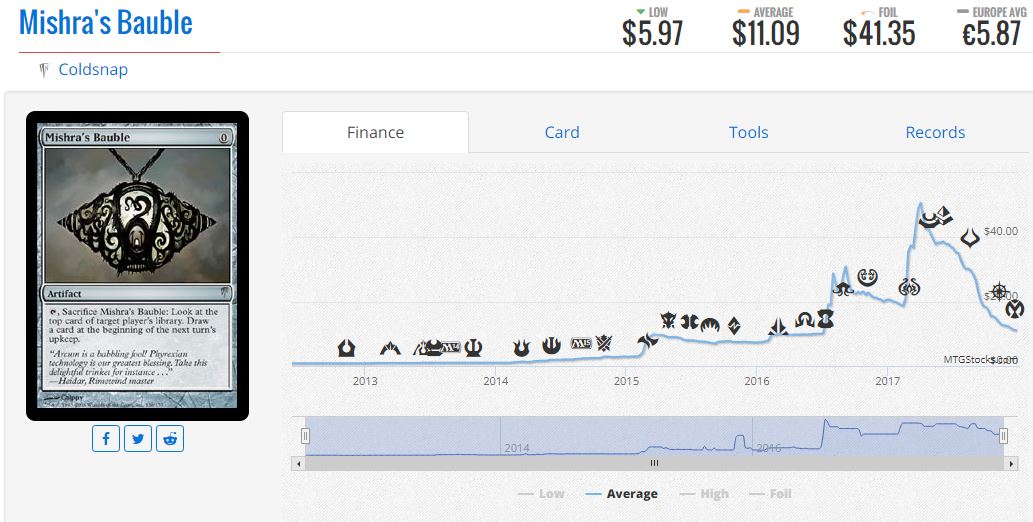 Mishra's Bauble
LOW
$5.97
AVERAGE
$11.09
FOIL
$41.35
EUROPE AVG
€5.87
Coldsnap
Mishra's Bauble 0
Artifact
, Sacrifice Mishra's Bauble: Look at the
top card of target player's library. Draw
a card at the beginning of the next turn's
upkeep.
"Arcum is a babbling fool! Phyrexian
technology is our greatest blessing. Take this
delightful trinket for instance . . ."
—Heidar, Rimewind master
Chippy
Finance
Card
Tools
Records
$40.00
$20.00
MTGStocks.com
$0.00
2013
2014
2015
2016
2017
2014
2016
Low
Average
High
Foil